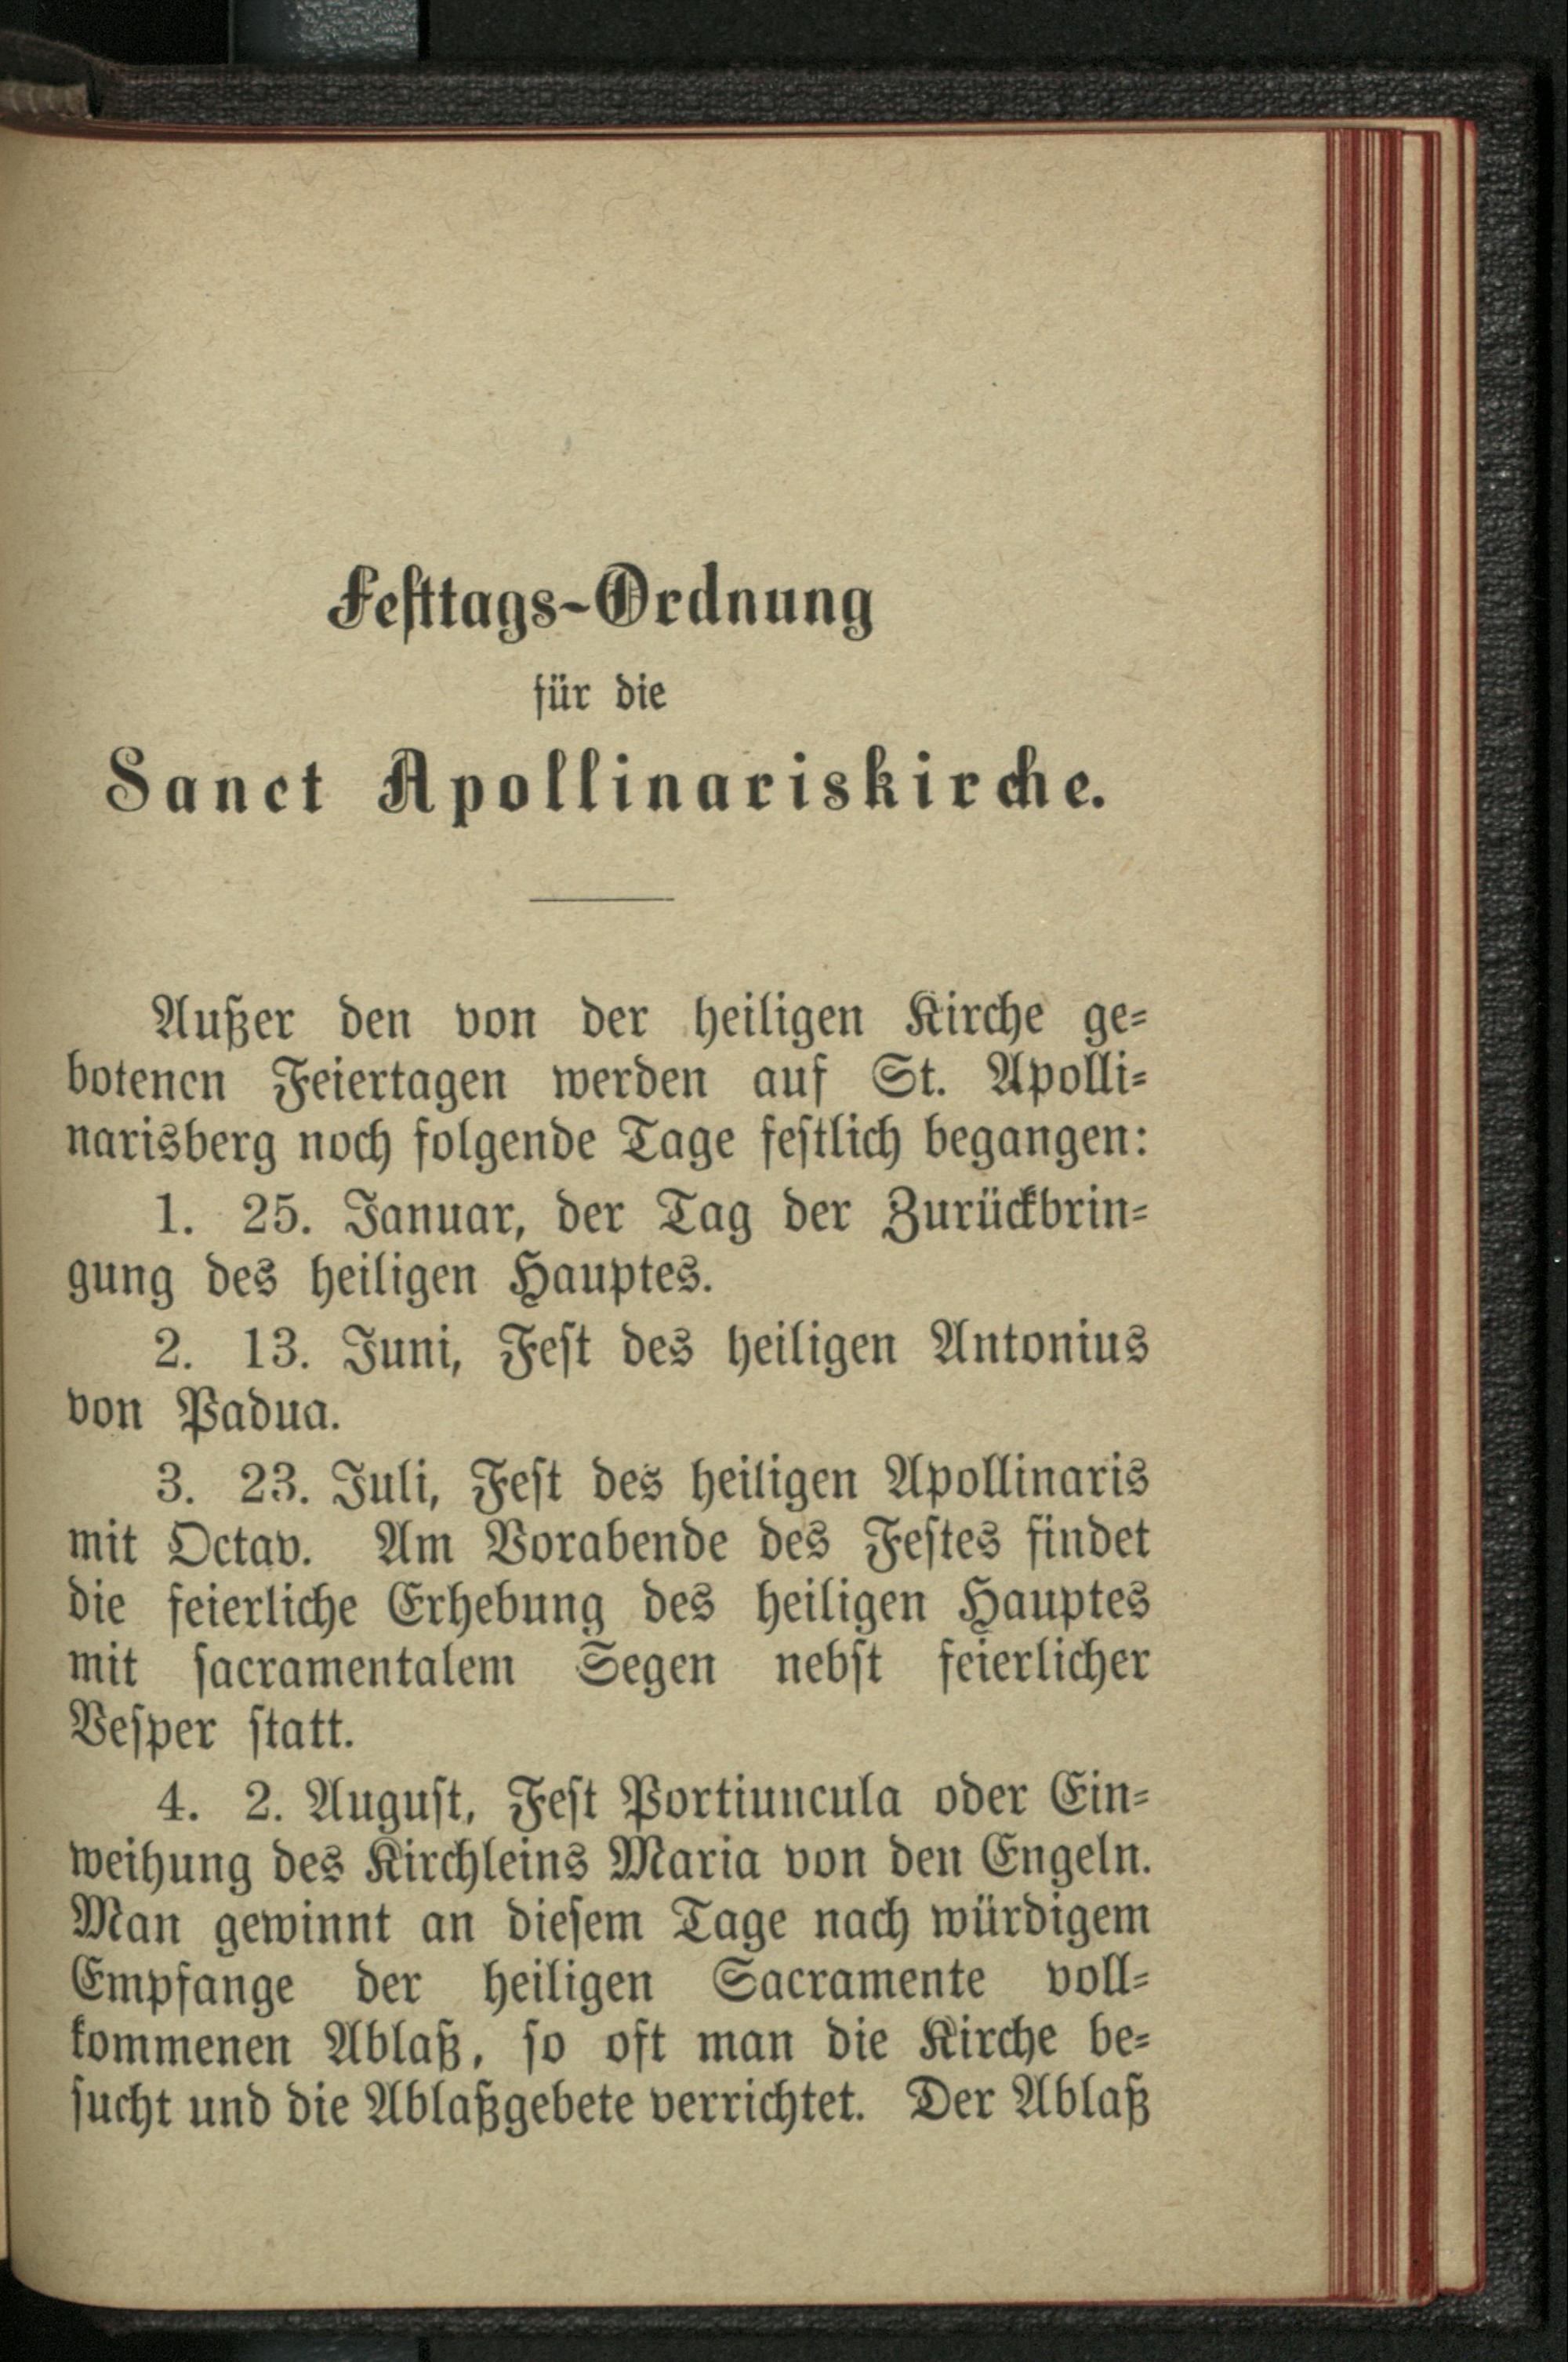 Festtags-Ordnung
für die
Sanct Apollinariskirche.
Außer den von der heiligen Kirche ge-
botenen Feiertagen werden auf St. Apolli-
narisberg noch folgende Tage festlich begangen:
1. 25. Januar, der Tag der Zurückbrin-
gung des heiligen Hauptes.
2. 13. Juni, Fest des heiligen Antonius
von Padua.
3. 23. Juli, Fest des heiligen Apollinaris
mit Octav. Am Vorabende des Festes findet
die feierliche Erhebung des heiligen Hauptes
mit sacramentalem Segen nebst feierlicher
Vesper statt.
4. 2. August, Fest Portiuncula oder Ein-
weihung des Kirchleins Maria von den Engeln.
Man gewinnt an diesem Tage nach würdigem
Empfange der heiligen Sacramente voll-
kommenen Ablaß, so oft man die Kirche be-
sucht und die Ablaßgebete verrichtet. Der Ablaß